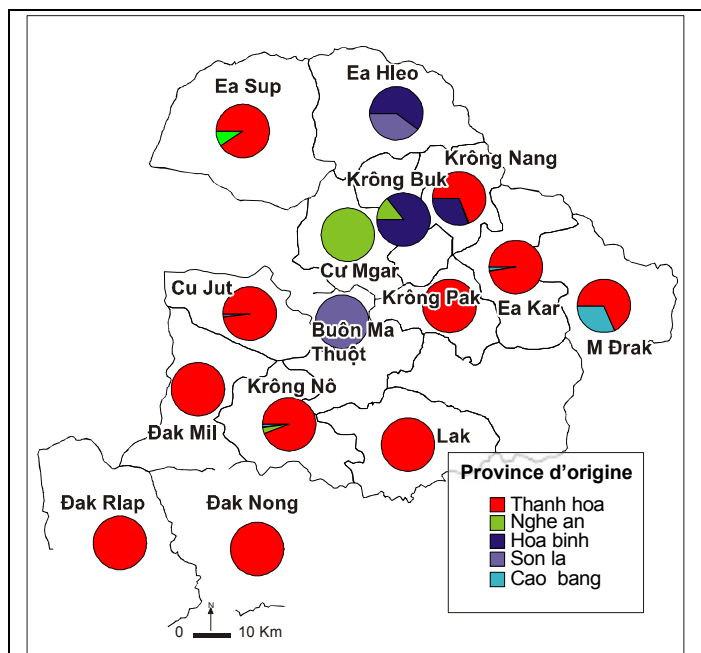 Ea Hleo
Ea Sup
Krông Nang
Krông Buk
Cư Mgar
Cu Jut
Krông Pak
Ea Kar
Buôn Ma
Thuột
M Đrak
Krông Nô
Đak Mil
Lak
Province d'origine
Thanh hoa
Nghe an
Hoa binh
Son la
Cao bang
Đak Rlap
Đak Nong
N
0 10 Km